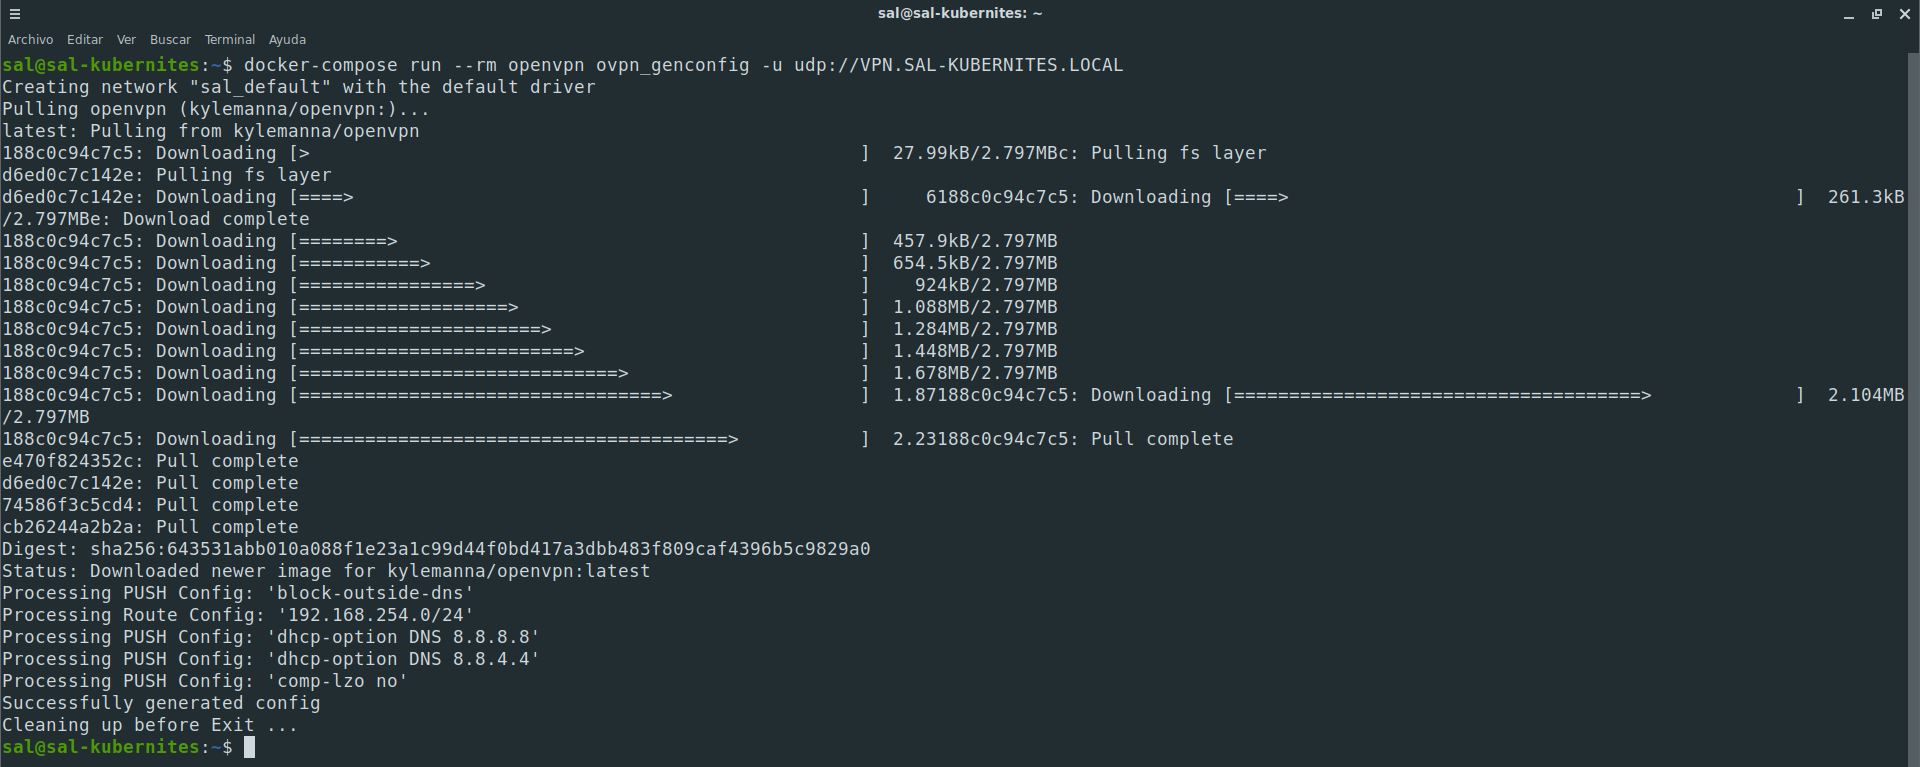 sal@sal-kubernites: ~
Archivo Editar Ver Buscar Terminal Ayuda
sal@sal-kubernites:~$ docker-compose run --rm openvpn ovpn_genconfig -u udp://VPN.SAL-KUBERNITES.LOCAL
Creating network "sal_default" with the default driver
Pulling openvpn (kylemanna/openvpn:)...
latest: Pulling from kylemanna/openvpn
188c0c94c7c5: Downloading [>                                                  ]  27.99kB/2.797MBc: Pulling fs layer
d6ed0c7c142e: Pulling fs layer
d6ed0c7c142e: Downloading [====>                                              ]     6188c0c94c7c5: Downloading [====>                                              ]  261.3kB
/2.797MBe: Download complete
188c0c94c7c5: Downloading [========>                                          ]  457.9kB/2.797MB
188c0c94c7c5: Downloading [===========>                                       ]  654.5kB/2.797MB
188c0c94c7c5: Downloading [================>                                  ]    924kB/2.797MB
188c0c94c7c5: Downloading [===================>                               ]  1.088MB/2.797MB
188c0c94c7c5: Downloading [======================>                            ]  1.284MB/2.797MB
188c0c94c7c5: Downloading [=========================>                         ]  1.448MB/2.797MB
188c0c94c7c5: Downloading [=============================>                     ]  1.678MB/2.797MB
188c0c94c7c5: Downloading [=================================>                 ]  1.87188c0c94c7c5: Downloading [=====================================>             ]  2.104MB
/2.797MB
188c0c94c7c5: Downloading [=======================================>           ]  2.23188c0c94c7c5: Pull complete
e470f824352c: Pull complete
d6ed0c7c142e: Pull complete
74586f3c5cd4: Pull complete
cb26244a2b2a: Pull complete
Digest: sha256:643531abb010a088f1e23a1c99d44f0bd417a3dbb483f809caf4396b5c9829a0
Status: Downloaded newer image for kylemanna/openvpn:latest
Processing PUSH Config: 'block-outside-dns'
Processing Route Config: '192.168.254.0/24'
Processing PUSH Config: 'dhcp-option DNS 8.8.8.8'
Processing PUSH Config: 'dhcp-option DNS 8.8.4.4'
Processing PUSH Config: 'comp-lzo no'
Successfully generated config
Cleaning up before Exit ...
sal@sal-kubernites:~$